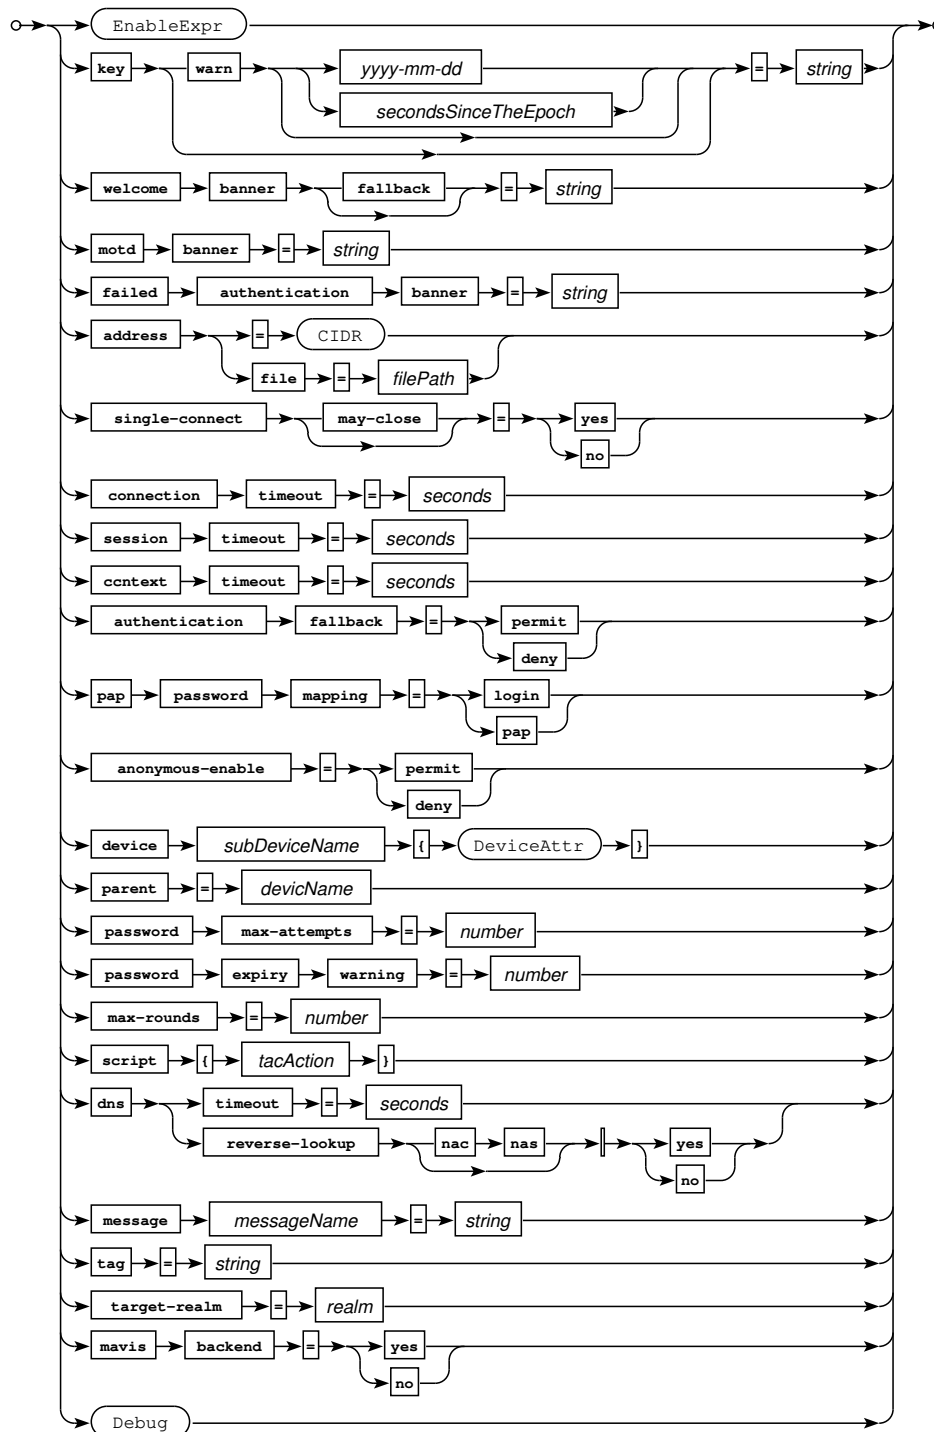 EnableExpr
key warn yyyy-mm-dd = string
secondsSinceTheEpoch
welcome banner fallback = string
motd banner = string
failed authentication banner = string
address = CIDR
file = filePath
single-connect may-close = yes
no
connection timeout = seconds
session timeout = seconds
ccntext timeout = seconds
authentication fallback = permit
deny
pap password mapping = login
pap
anonymous-enable = permit
deny
device subDeviceName { DeviceAttr }
parent = devicName
password max-attempts = number
password expiry warning = number
max-rounds = number
script { tacAction }
dns timeout = seconds
reverse-lookup nac nas yes
no
message messageName = string
tag = string
target-realm = realm
mavis backend = yes
no
Debug